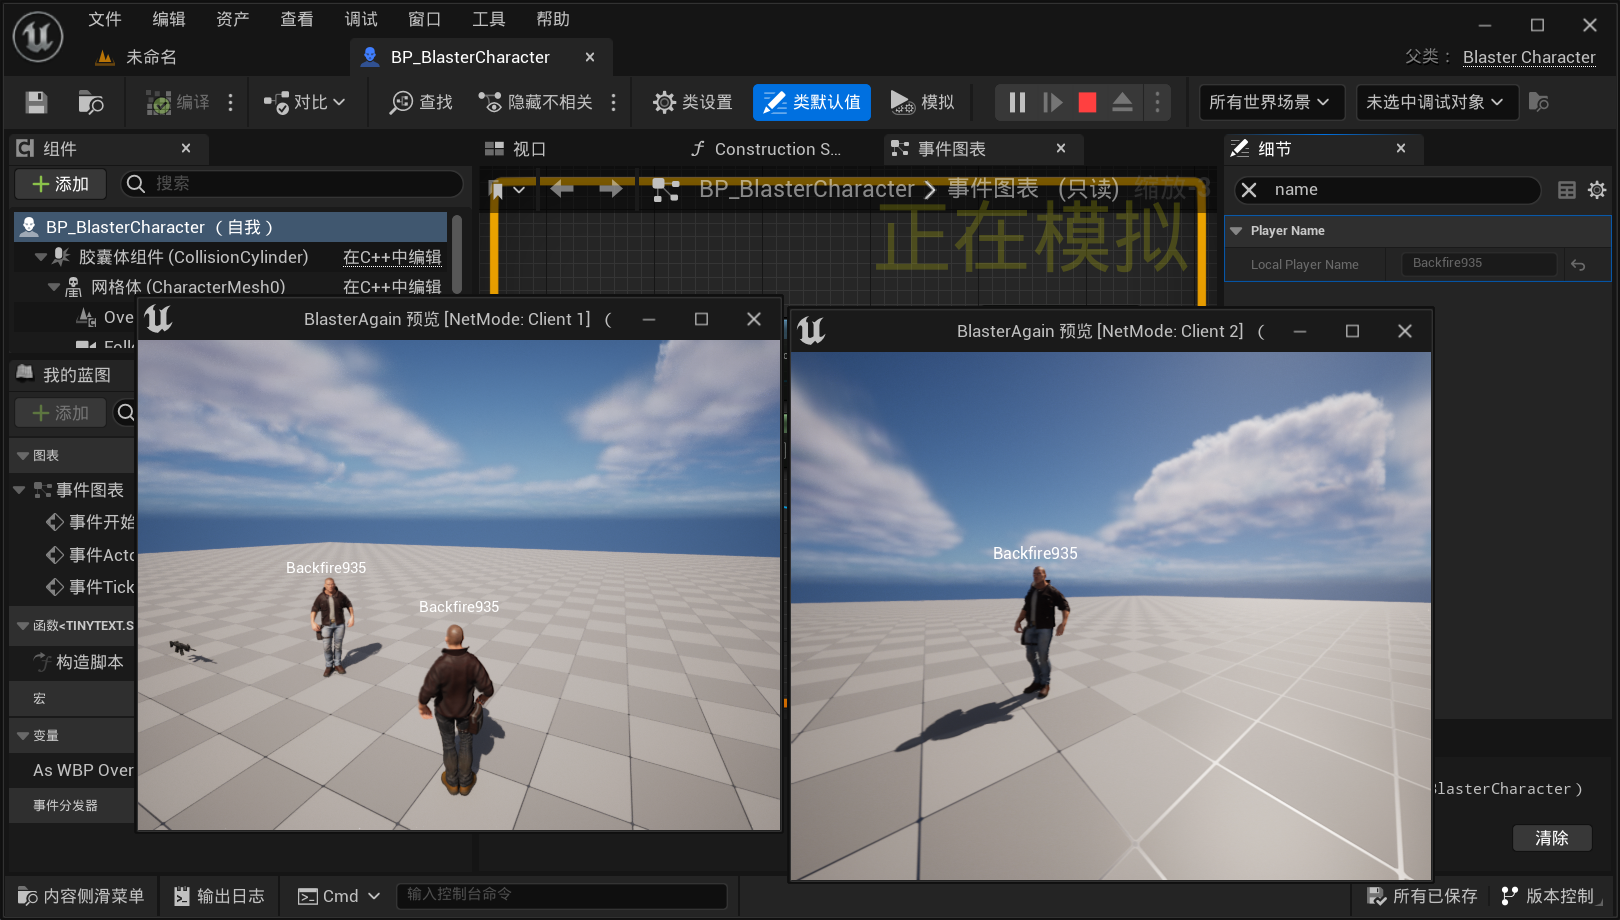 文件 编辑 资产 查看 调试 窗口 工具 帮助
未命名 BP_BlasterCharacter 父类： Blaster Character
编译 对比 查找 隐藏不相关 类设置 类默认值 模拟 所有世界场景 未选中调试对象
组件 视口 Construction S... 事件图表 细节
添加 搜索 BP_BlasterCharacter 事件图表 （只读） 缩放-3 name
正在模拟
BP_BlasterCharacter （自我） Player Name
胶囊体组件 (CollisionCylinder) 在C++中编辑 Local Player Name Backfire935
网格体 (CharacterMesh0) 在C++中编辑
Ove BlasterAgain 预览 [NetMode: Client 1] (
BlasterAgain 预览 [NetMode: Client 2] (
我的蓝图
添加
图表
事件图表
事件开始
事件Acto
事件Tick
函数<TINYTEXT.S
构造脚本
宏
变量
As WBP Over
事件分发器
Backfire935
Backfire935
Backfire935
BlasterCharacter)
清除
内容侧滑菜单 输出日志 Cmd 输入控制台命令 所有已保存 版本控制